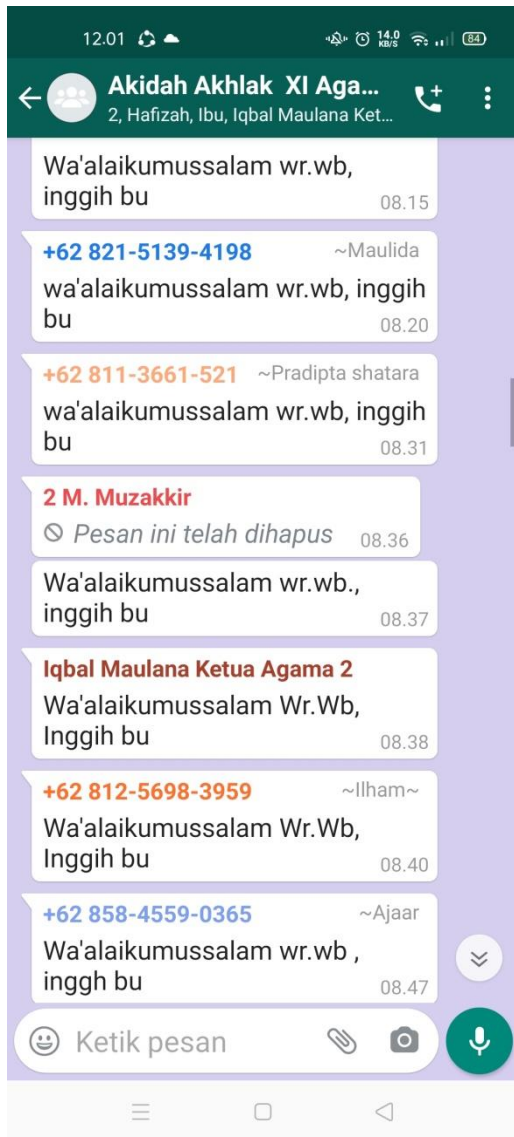 12.01 14.0 KB/S 84
Akidah Akhlak XI Aga...
2, Hafizah, Ibu, Iqbal Maulana Ket...
Wa'alaikumussalam wr.wb,
inggih bu 08.15
+62 821-5139-4198 ~Maulida
wa'alaikumussalam wr.wb, inggih
bu 08.20
+62 811-3661-521 ~Pradipta shatara
wa'alaikumussalam wr.wb, inggih
bu 08.31
2 M. Muzakkir
Pesan ini telah dihapus 08.36
Wa'alaikumussalam wr.wb.,
inggih bu 08.37
Iqbal Maulana Ketua Agama 2
Wa'alaikumussalam Wr.Wb,
Inggih bu 08.38
+62 812-5698-3959 ~Ilham~
Wa'alaikumussalam Wr.Wb,
Inggih bu 08.40
+62 858-4559-0365 ~Ajaar
Wa'alaikumussalam wr.wb ,
inggh bu 08.47
Ketik pesan